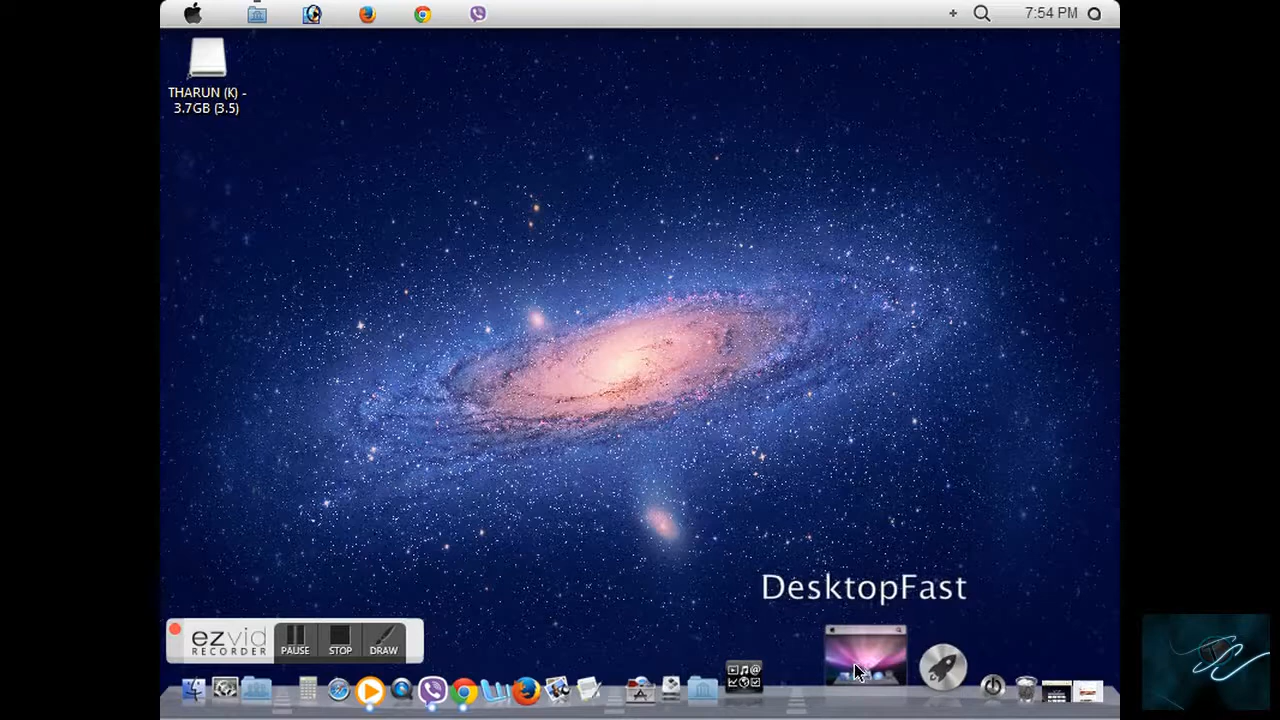 7:54 PM
THARUN (K) -
3.7GB (3.5)
DesktopFast
ezvid
RECORDER
PAUSE
STOP
DRAW